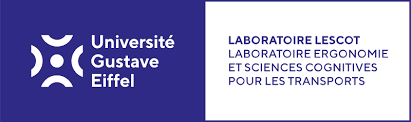 Université
Gustave
Eiffel
LABORATOIRE LESCOT
LABORATOIRE ERGONOMIE
ET SCIENCES COGNITIVES
POUR LES TRANSPORTS